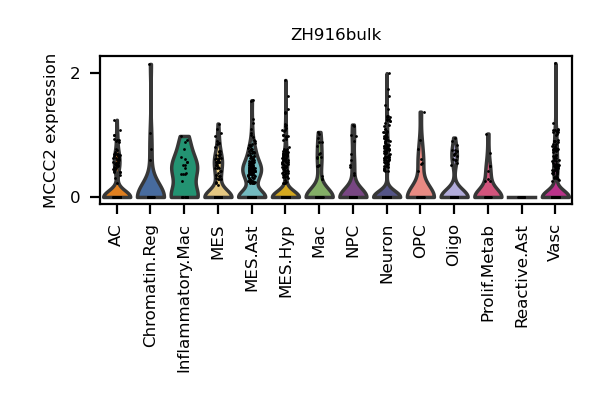 ZH916bulk
MCCC2 expression
2
0
AC
Chromatin.Reg
Inflammatory.Mac
MES
MES.Ast
MES.Hyp
Mac
NPC
Neuron
OPC
Oligo
Prolif.Metab
Reactive.Ast
Vasc